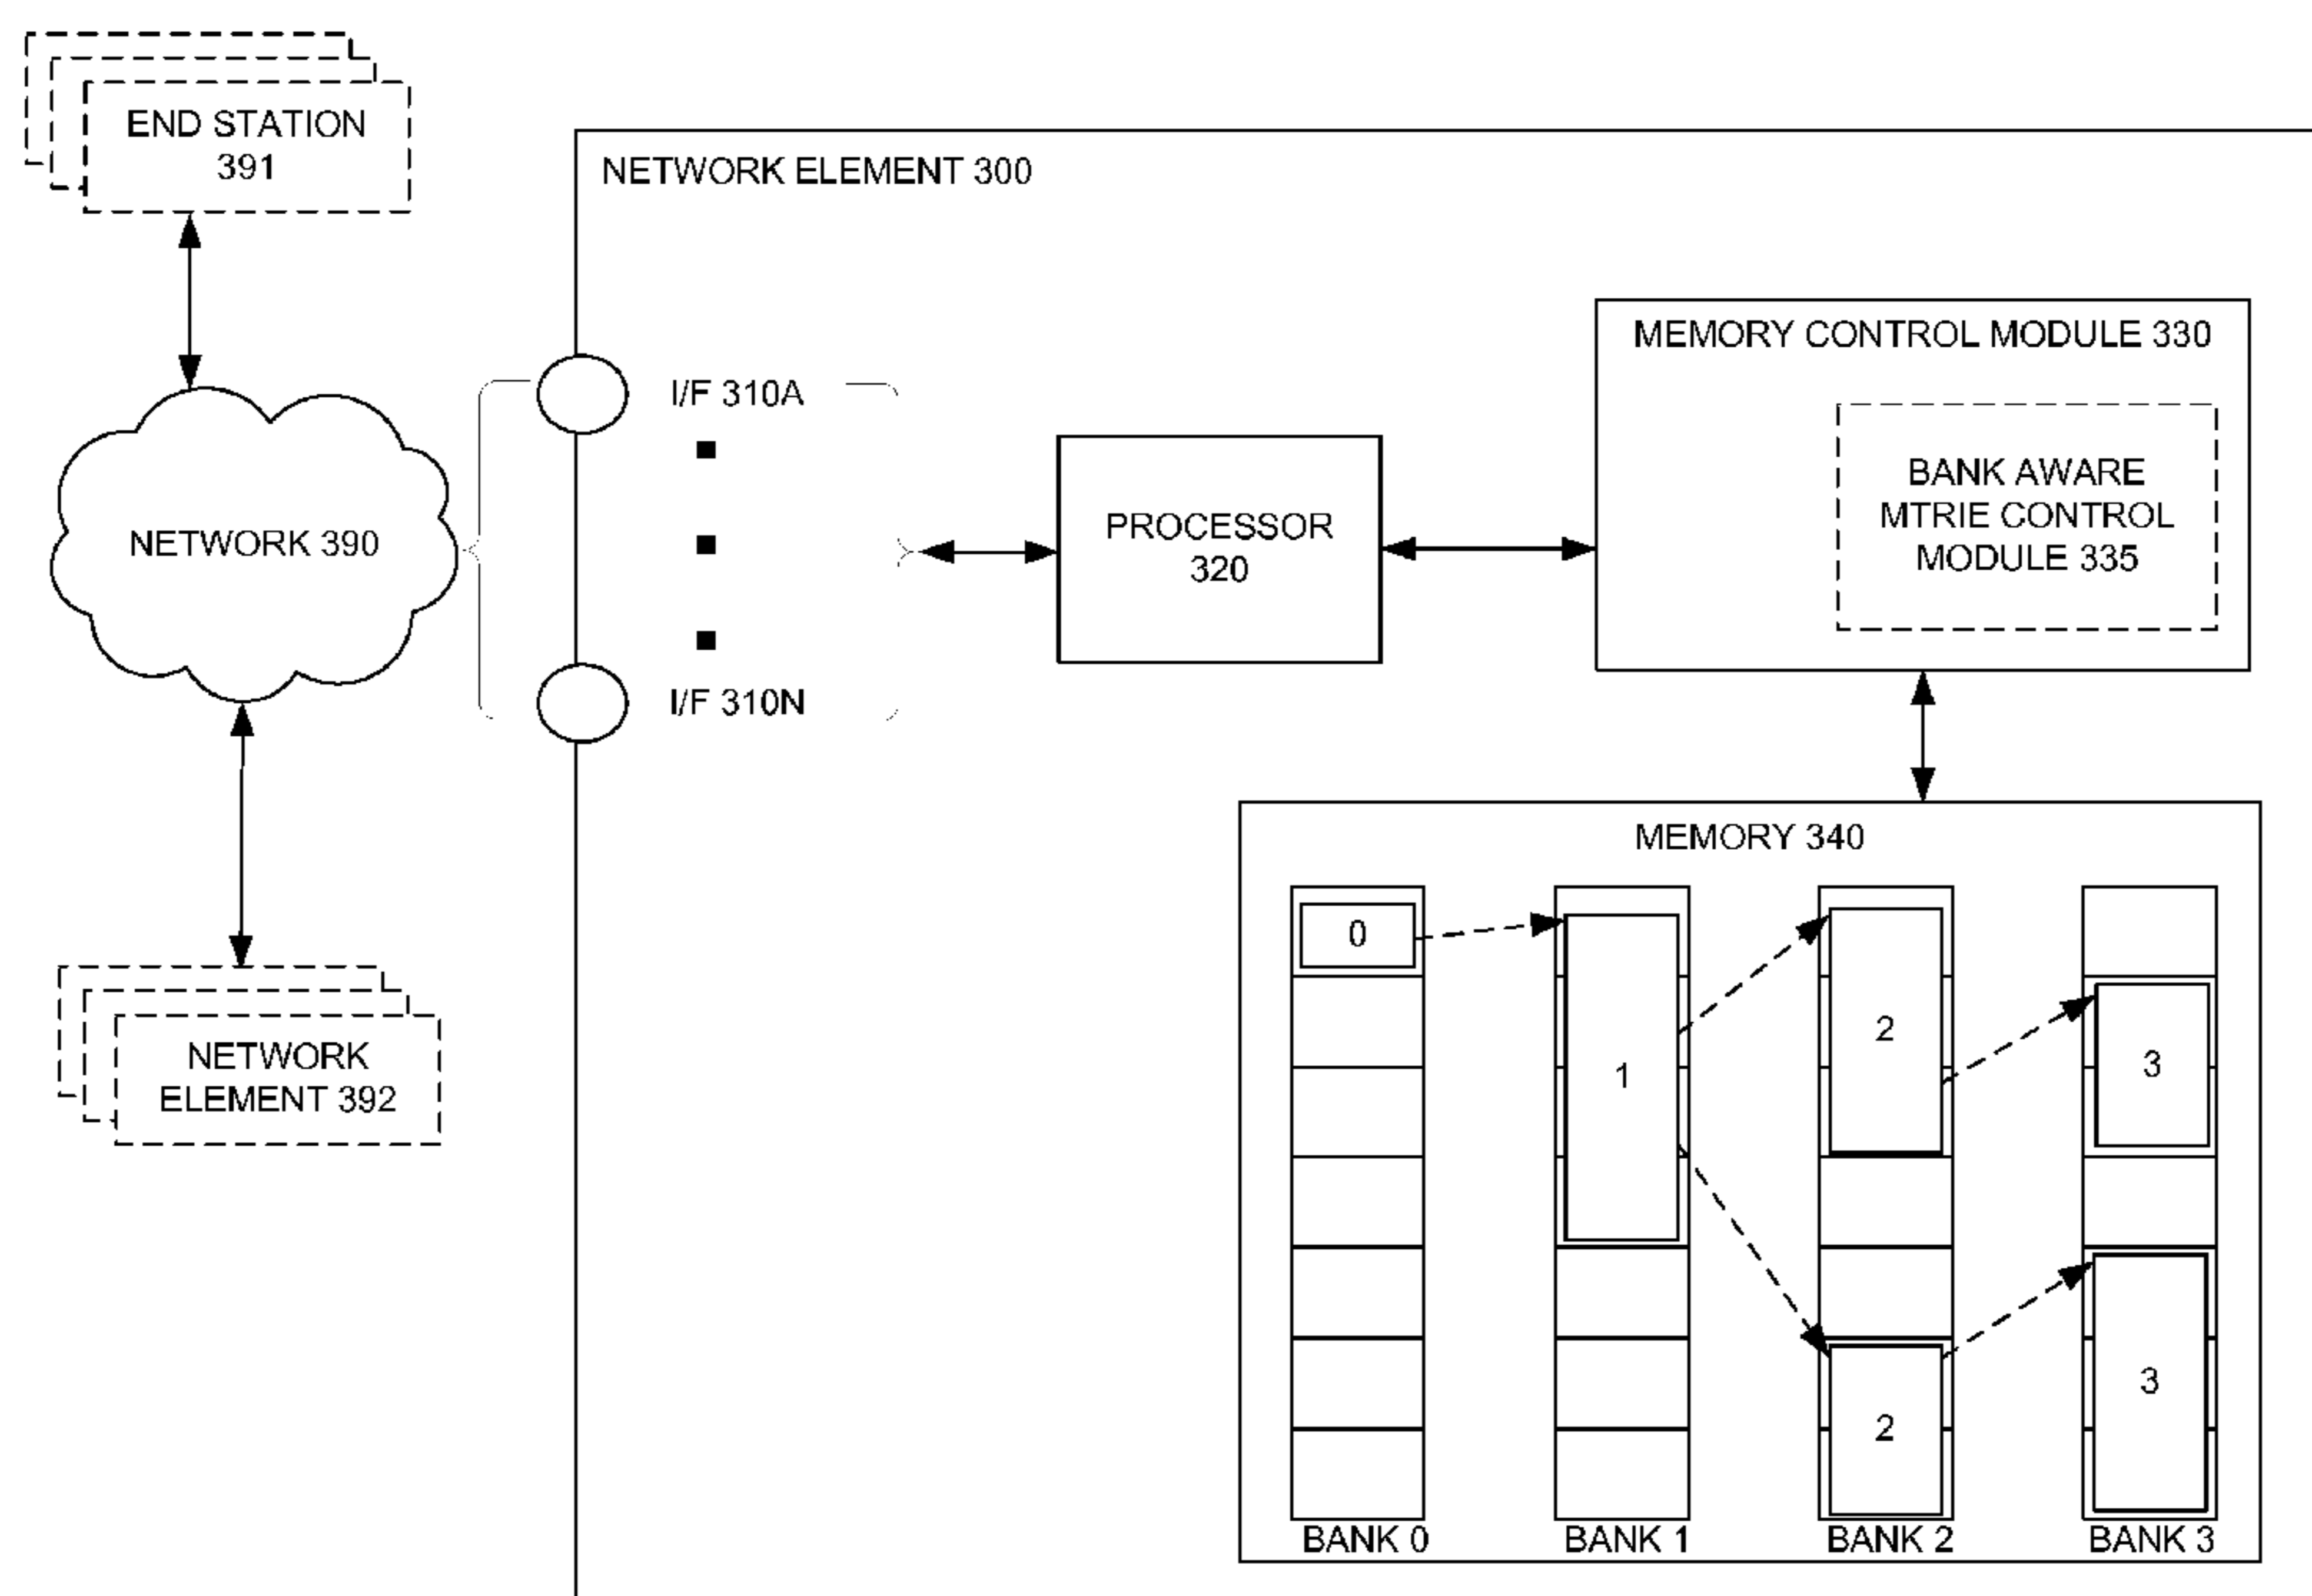 END STATION
391
NETWORK ELEMENT 300
MEMORY CONTROL MODULE 330
I/F 310A
BANK AWARE
MTRIE CONTROL
MODULE 335
PROCESSOR
320
NETWORK 390
I/F 310N
MEMORY 340
0
1
2
3
2
3
NETWORK
ELEMENT 392
BANK 0
BANK 1
BANK 2
BANK 3